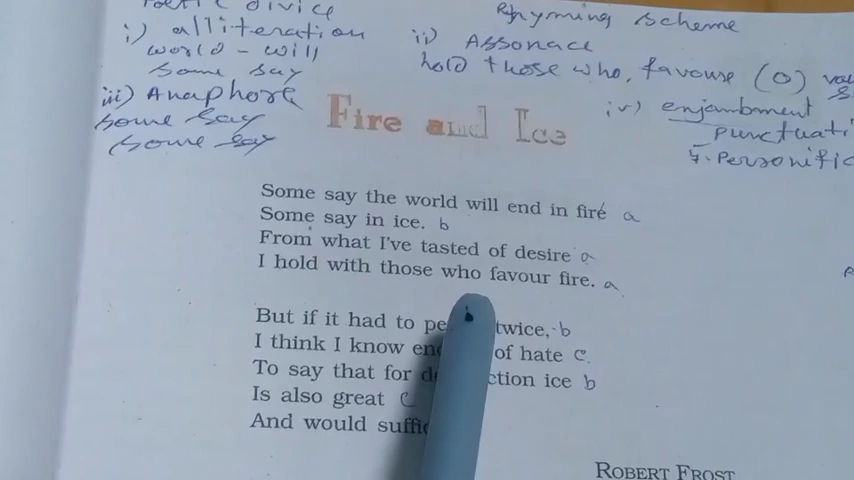 Rhyming scheme
i) alliteration
world - will
some say
ii) Assonace
hold those who, favour (o)
iii) Anaphora
some say
some say
iv) enjambment
punctuati
5. Personific
Fire and Ice
Some say the world will end in fire a
Some say in ice. b
From what I've tasted of desire a
I hold with those who favour fire. a
But if it had to pe twice, b
I think I know en of hate c
To say that for d ction ice b
Is also great c
And would suffic
ROBERT FROST